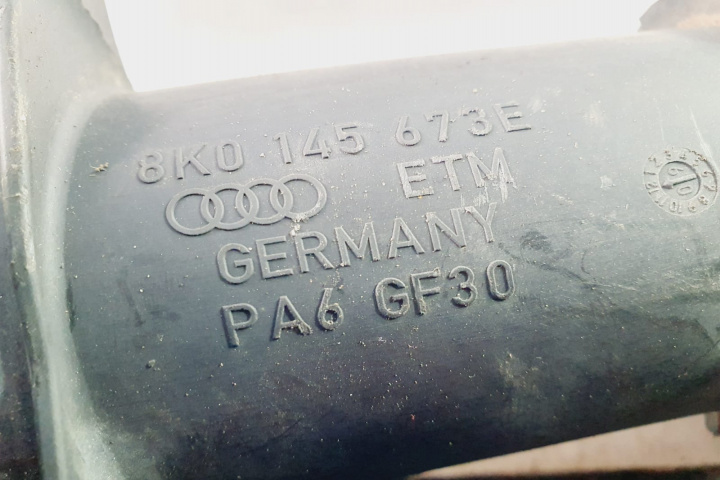 8K0 145 673E
ETM
GERMANY
PA6 GF30